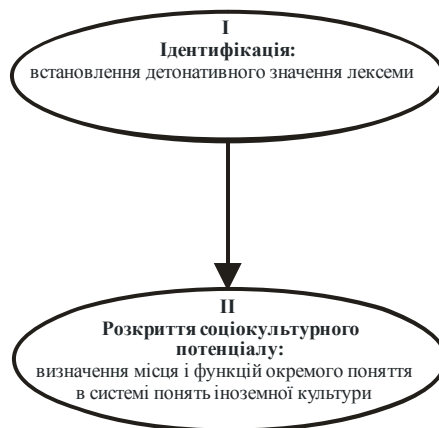 I
Ідентифікація:
встановлення детонативного значення лексеми
II
Розкриття соціокультурного
потенціалу:
визначення місця і функцій окремого поняття
в системі понять іноземної культури